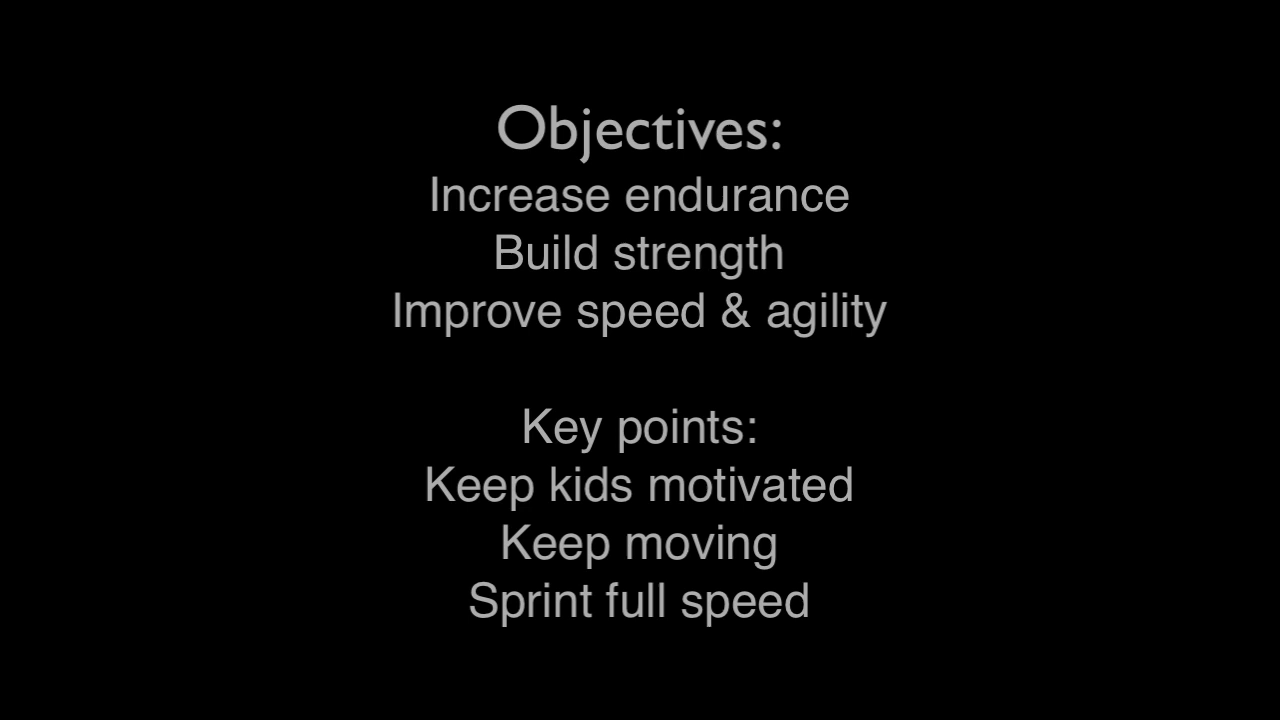 Objectives:
Increase endurance
Build strength
Improve speed & agility
Key points:
Keep kids motivated
Keep moving
Sprint full speed